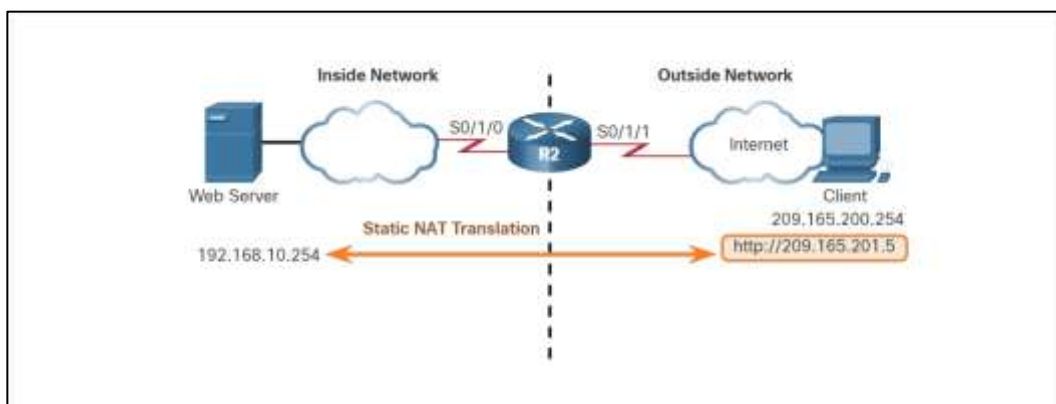 Inside Network
Outside Network
S0/1/0
S0/1/1
R2
Internet
Web Server
Client
209.165.200.254
Static NAT Translation
http://209.165.201.5
192.168.10.254